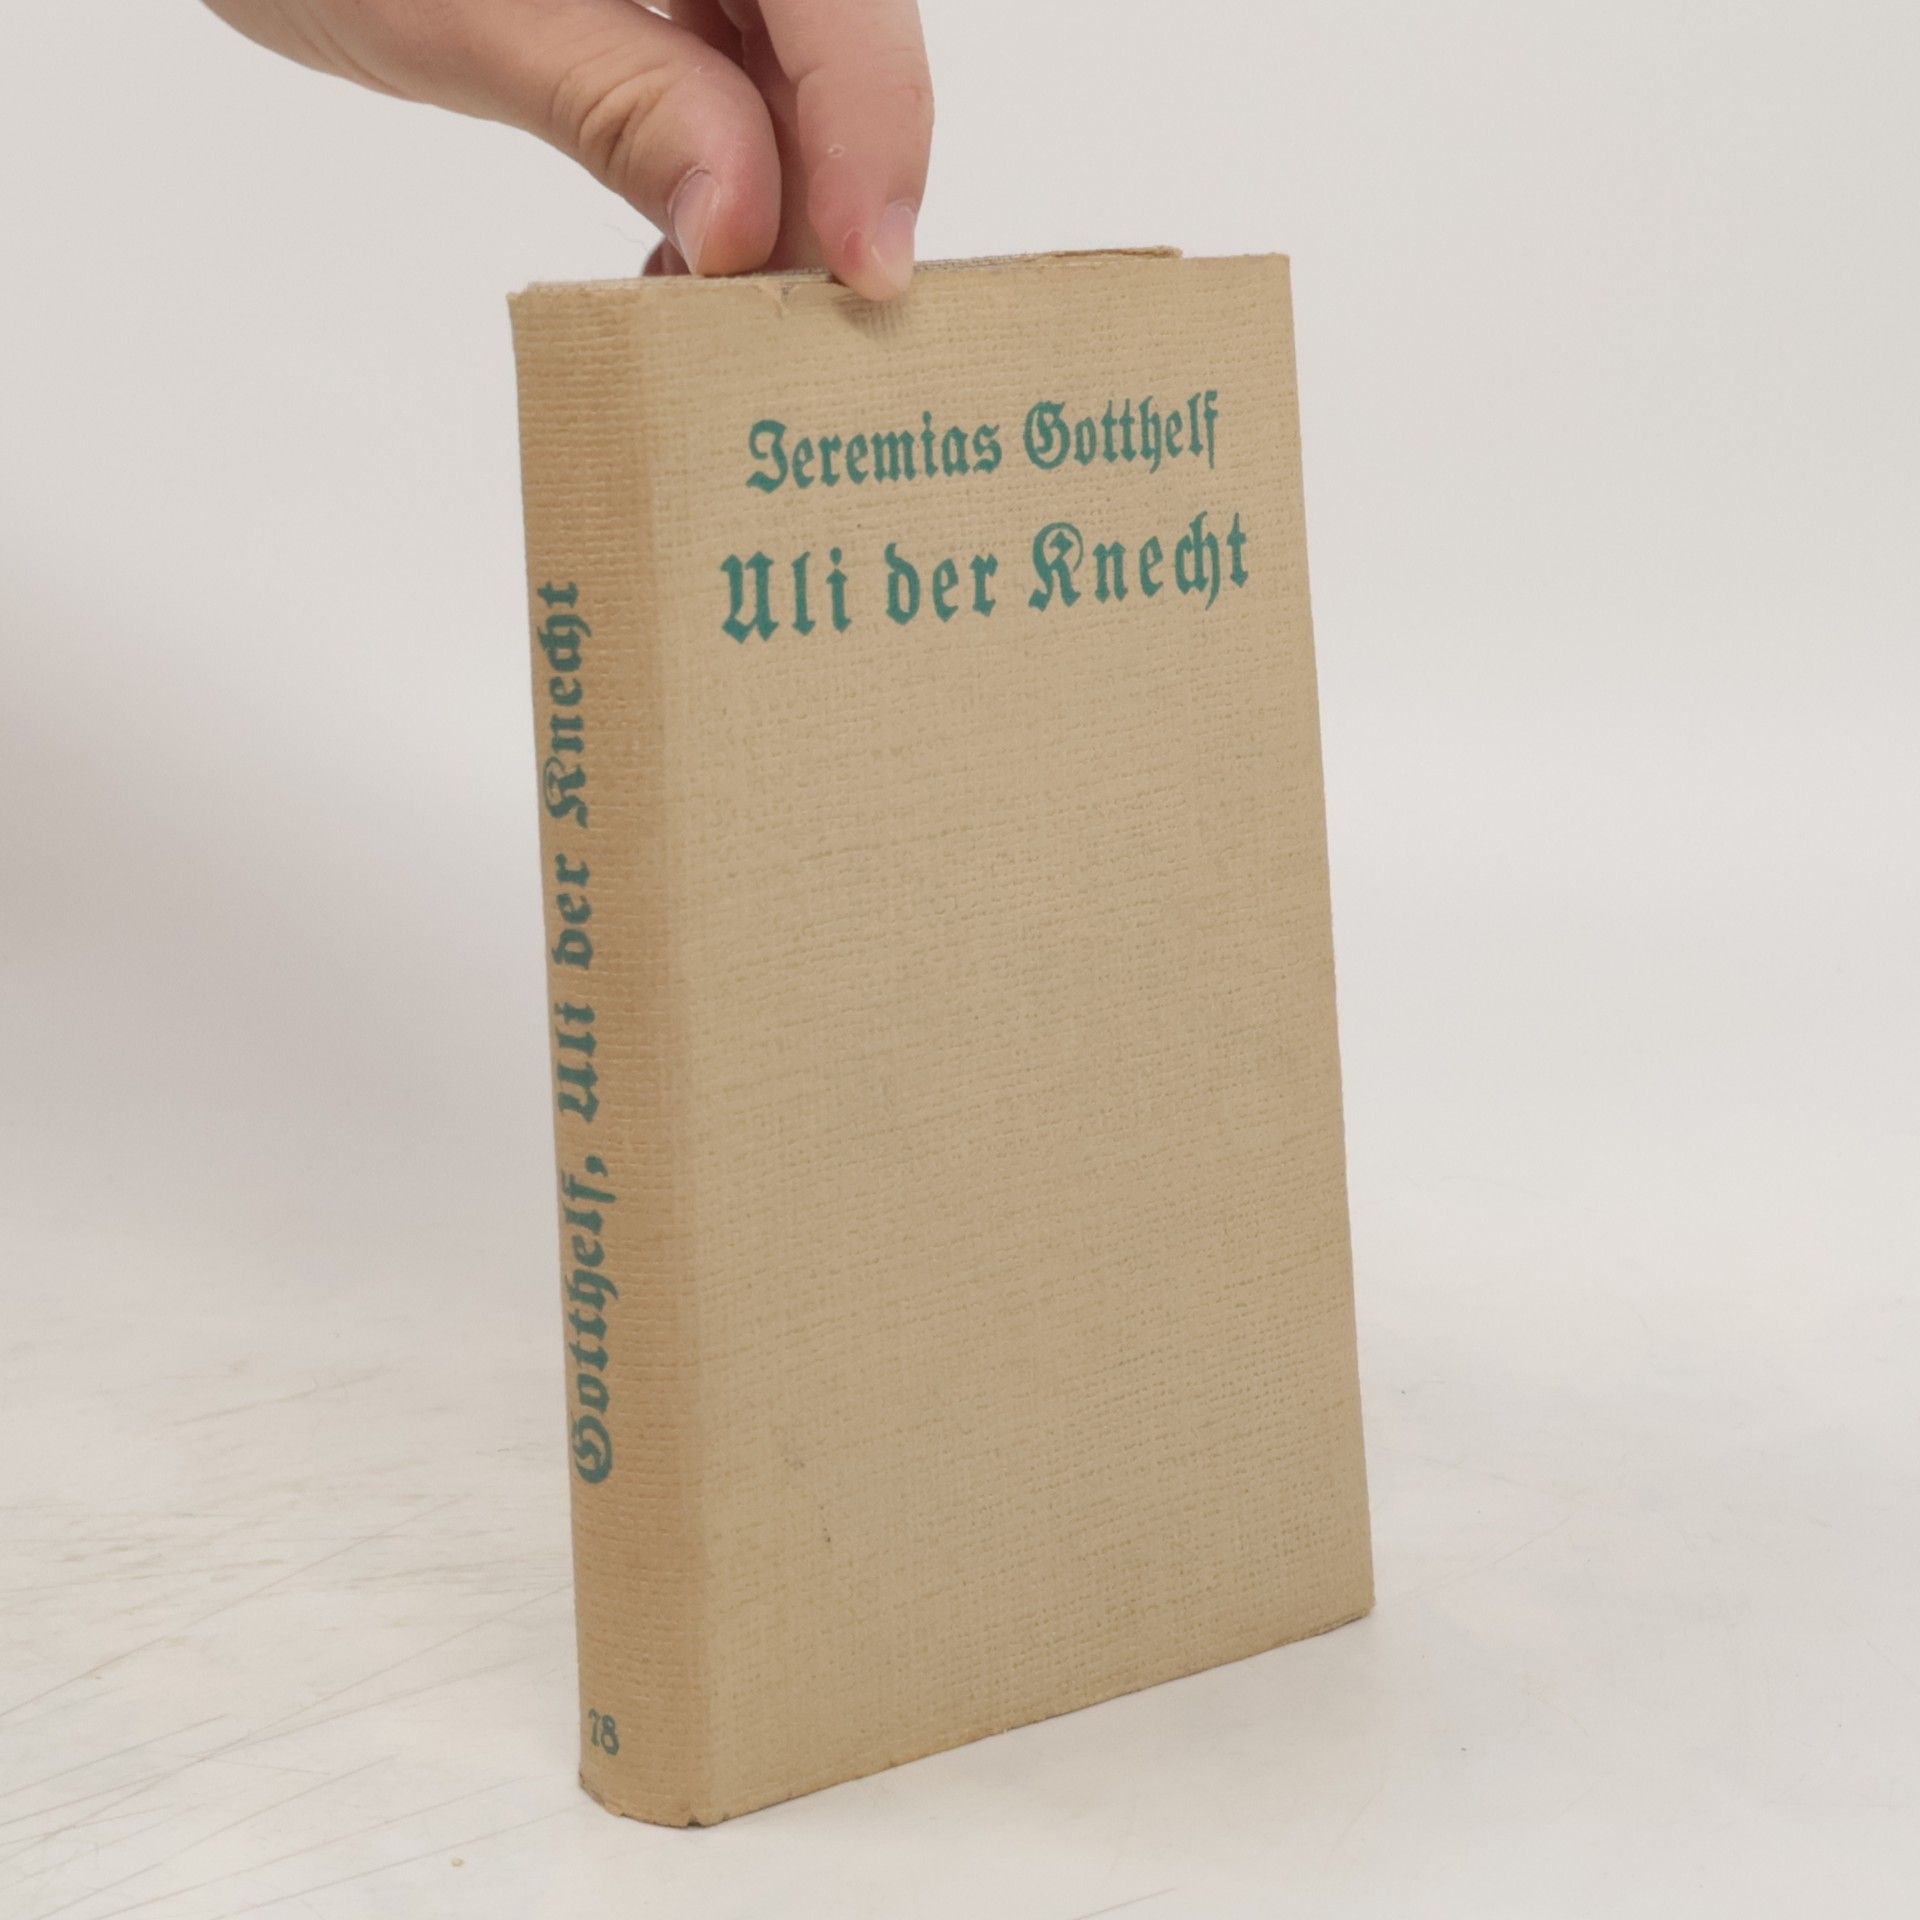 Jeremias Gotthelf
Uli der Knecht
Gotthelf, Uli der Knecht
78